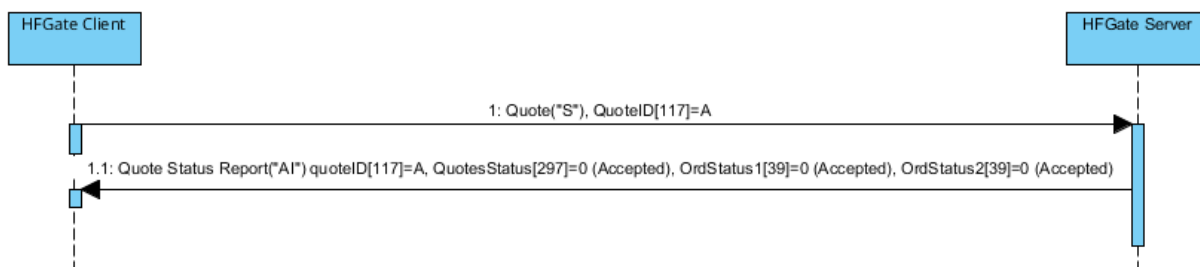 HFGate Client
HFGate Server
1: Quote("S"), QuoteID[117]=A
1.1: Quote Status Report("AI") quoteID[117]=A, QuotesStatus[297]=0 (Accepted), OrdStatus1[39]=0 (Accepted), OrdStatus2[39]=0 (Accepted)